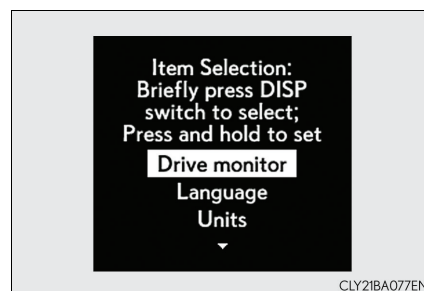 Item Selection:
Briefly press DISP
switch to select;
Press and hold to set
Drive monitor
Language
Units
CLY21BA077EN